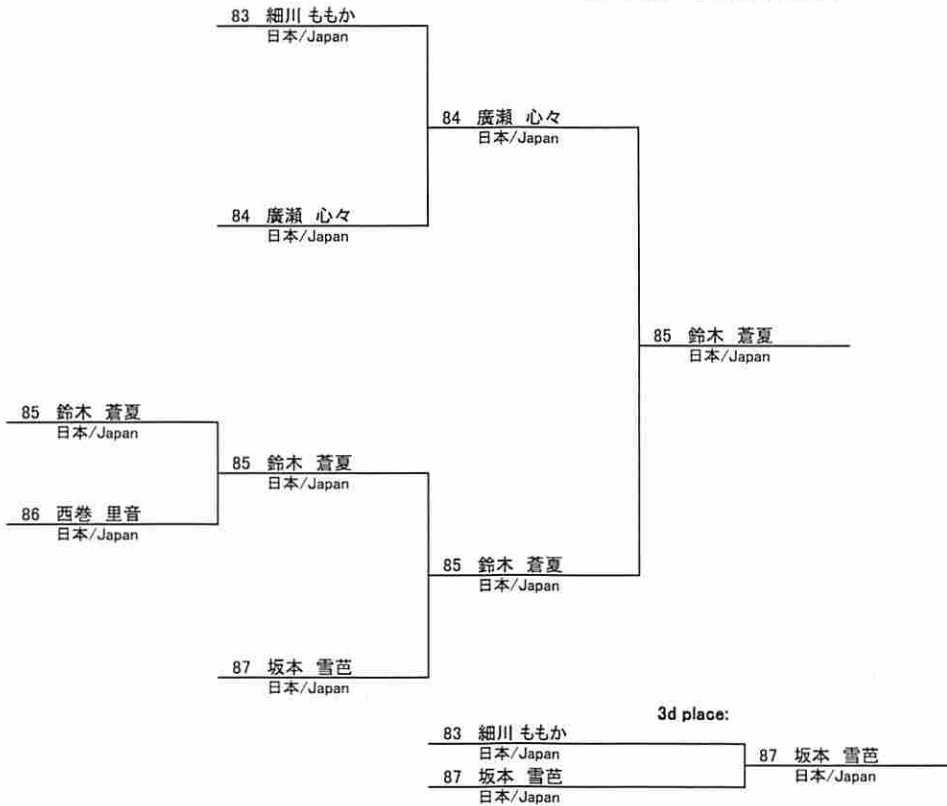 83 細川 ももか
日本/Japan
84 廣瀬 心々
日本/Japan
84 廣瀬 心々
日本/Japan
85 鈴木 蒼夏
日本/Japan
85 鈴木 蒼夏
日本/Japan
85 鈴木 蒼夏
日本/Japan
86 西巻 里音
日本/Japan
85 鈴木 蒼夏
日本/Japan
87 坂本 雪芭
日本/Japan
3d place:
83 細川 ももか
日本/Japan
87 坂本 雪芭
日本/Japan
87 坂本 雪芭
日本/Japan